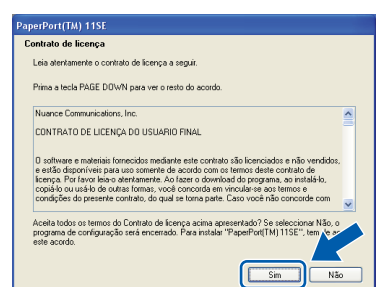 PaperPort(TM) 11SE
Contrato de licença
Leia atentamente o contrato de licença a seguir.
Prima a tecla PAGE DOWN para ver o resto do acordo.
Nuance Communications, Inc.
CONTRATO DE LICENÇA DO USUARIO FINAL
O software e materiais fornecidos mediante este contrato são licenciados e não vendidos,
e estão disponíveis para uso somente de acordo com os termos deste contrato de
licença. Por favor leia-o atentamente. Ao fazer o download do programa, ao instalá-lo,
copiá-lo ou usá-lo de outras formas, você concorda em vincular-se aos termos e
condições do presente contrato, do qual se torna parte. Caso você não concorde com
Aceita todos os termos do Contrato de licença acima apresentado? Se seleccionar Não, o
programa de configuração será encerrado. Para instalar "PaperPort(TM) 11SE", tem de
este acordo.
Sim Não